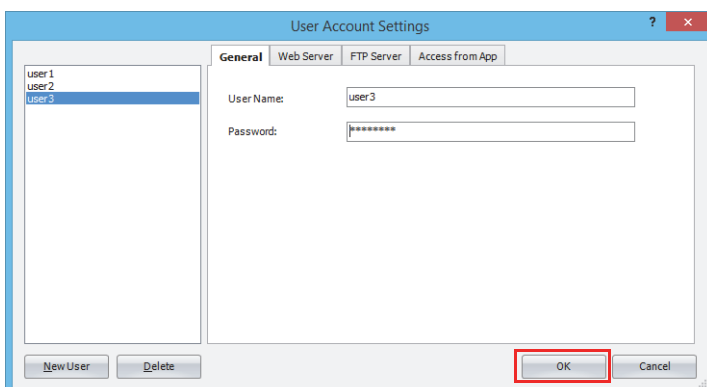 User Account Settings
?
×
General Web Server FTP Server Access from App
user1
user2
user3
User Name: user3
Password: ********
New User Delete OK Cancel